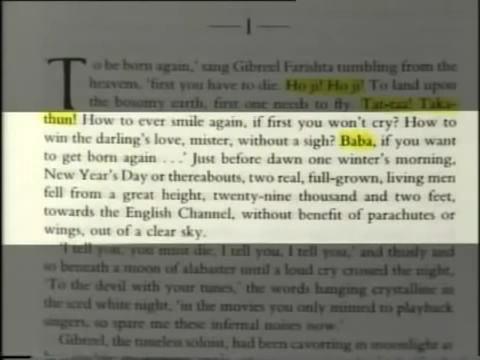 I
To be born again,' sang Gibreel Farishta tumbling from the
heavens, 'first you have to die. Ho ji! Ho ji! To land upon
the bosomy earth, first one needs to fly. Tat-taa! Taka-
thun! How to ever smile again, if first you won't cry? How to
win the darling's love, mister, without a sigh? Baba, if you want
to get born again . . .' Just before dawn one winter's morning,
New Year's Day or thereabouts, two real, full-grown, living men
fell from a great height, twenty-nine thousand and two feet,
towards the English Channel, without benefit of parachutes or
wings, out of a clear sky.
'I tell you, you must die, I tell you, I tell you,' and thusly and
so beneath a moon of alabaster until a loud cry crossed the night,
'To the devil with your tunes,' the words hanging crystalline in
the iced white night, 'in the movies you only mimed to playback
singers, so spare me these infernal noises now.'
Gibreel, the tuneless soloist, had been cavorting in moonlight as